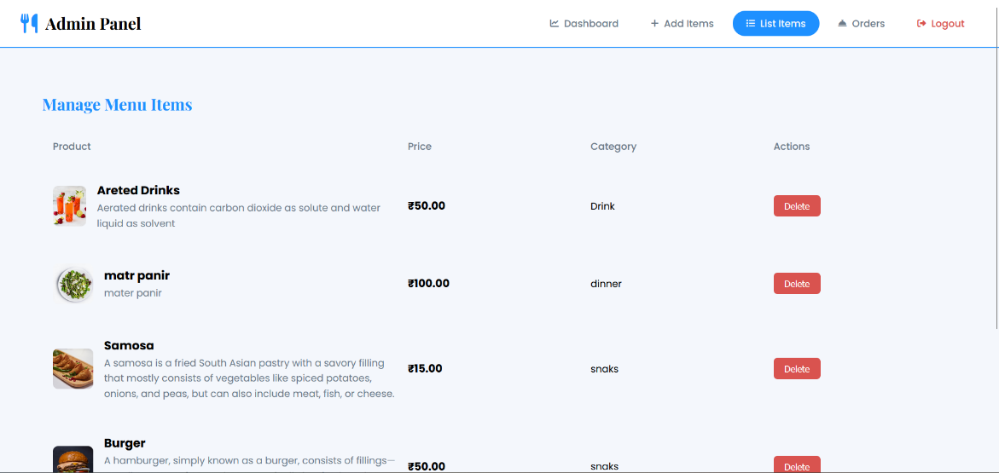 Admin Panel
Dashboard
Add Items
List Items
Orders
Logout
Manage Menu Items
Product Price Category Actions
Areted Drinks
Aerated drinks contain carbon dioxide as solute and water
liquid as solvent
₹50.00 Drink Delete
matr panir
mater panir
₹100.00 dinner Delete
Samosa
A samosa is a fried South Asian pastry with a savory filling
that mostly consists of vegetables like spiced potatoes,
onions, and peas, but can also include meat, fish, or cheese.
₹15.00 snaks Delete
Burger
A hamburger, simply known as a burger, consists of fillings—
₹50.00 snaks Delete